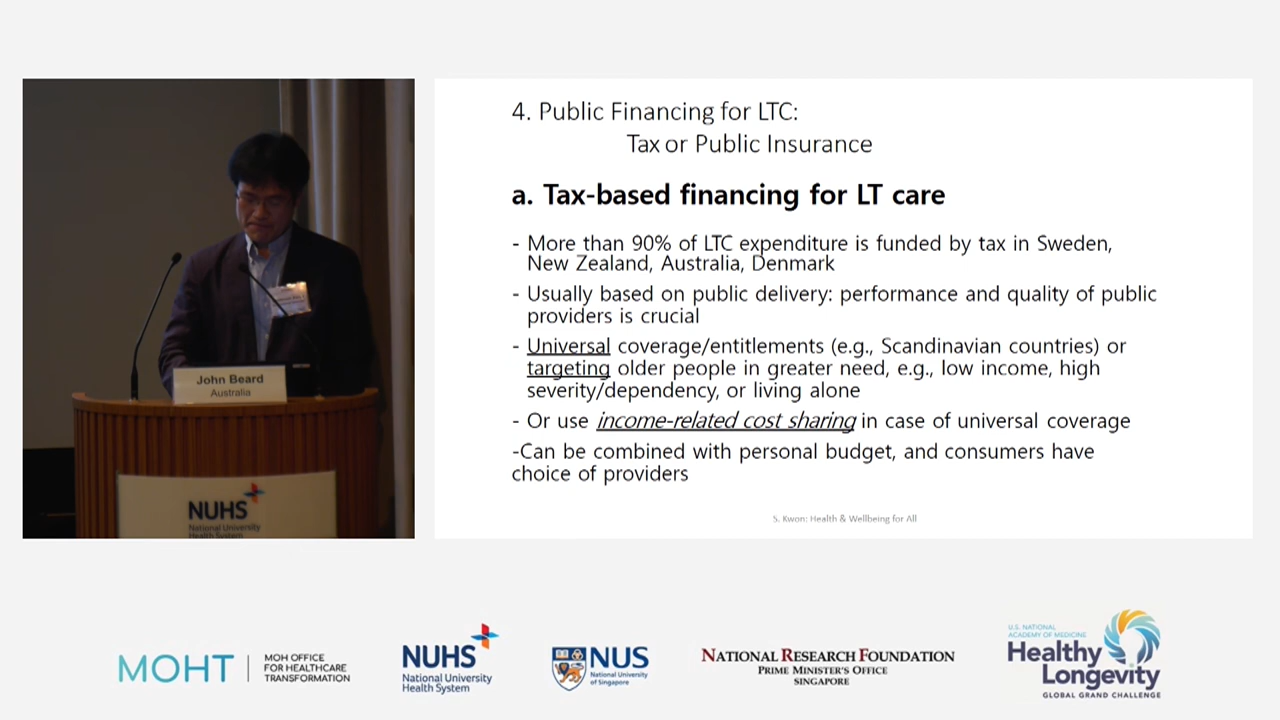 4. Public Financing for LTC:
Tax or Public Insurance
a. Tax-based financing for LT care
- More than 90% of LTC expenditure is funded by tax in Sweden,
New Zealand, Australia, Denmark
- Usually based on public delivery: performance and quality of public
providers is crucial
- Universal coverage/entitlements (e.g., Scandinavian countries) or
targeting older people in greater need, e.g., low income, high
severity/dependency, or living alone
- Or use income-related cost sharing in case of universal coverage
-Can be combined with personal budget, and consumers have
choice of providers
S. Kwon: Health & Wellbeing for All
John Beard
Australia
NUHS
National University
Health System
MOHT
MOH OFFICE
FOR HEALTHCARE
TRANSFORMATION
NUHS
National University
Health System
NUS
National University
of Singapore
NATIONAL RESEARCH FOUNDATION
PRIME MINISTER'S OFFICE
SINGAPORE
U.S. NATIONAL
ACADEMY OF MEDICINE
Healthy
Longevity
GLOBAL GRAND CHALLENGE